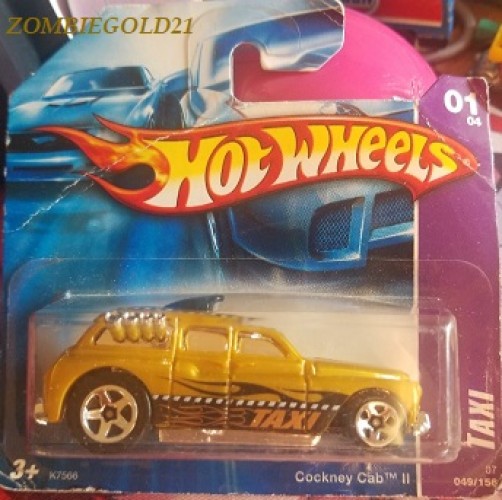 ZOMBIEGOLD21
01
04
HOT WHEELS
TAXI
TAXI
3+
K7566
Cockney Cab™ II
07
049/156